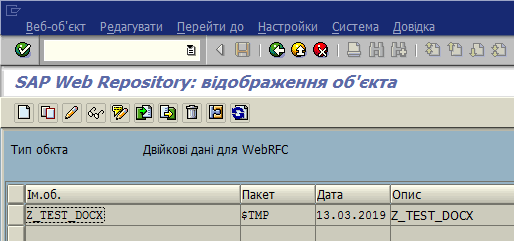 Веб-об'єкт Редагувати Перейти до Настройки Система Довідка
SAP Web Repository: відображення об'єкта
Тип обкта Двійкові дані для WebRFC
Ім.об. Пакет Дата Опис
Z_TEST_DOCX $TMP 13.03.2019 Z_TEST_DOCX